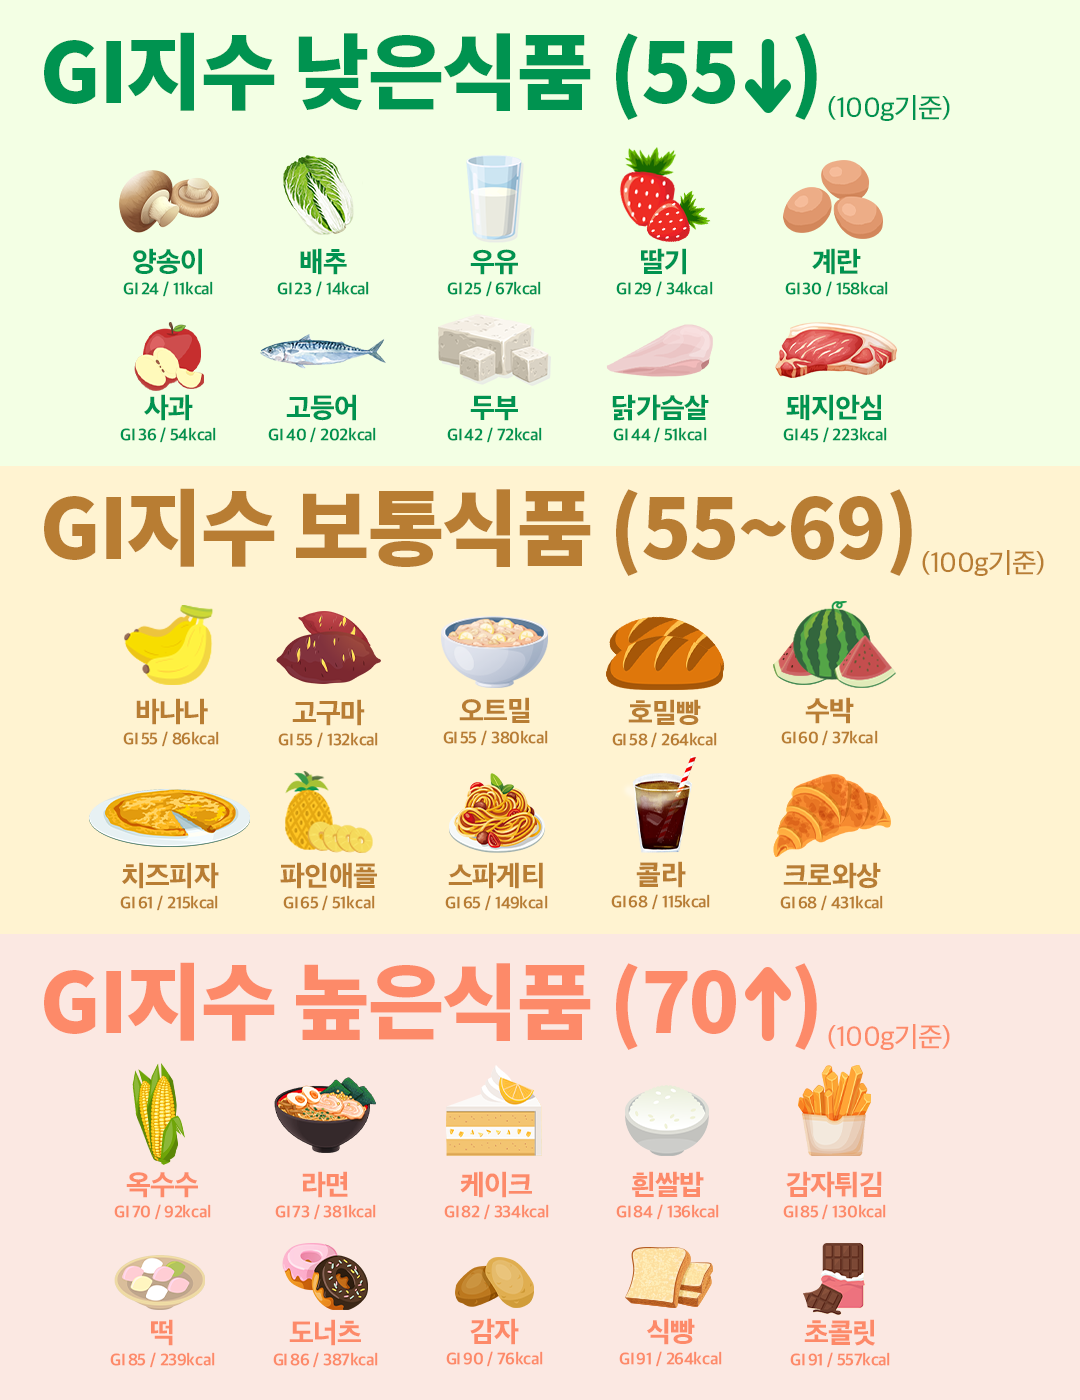 GI지수 낮은식품 (55↓) (100g기준)
양송이 배추 우유 딸기 계란
GI 24 / 11kcal GI 23 / 14kcal GI 25 / 67kcal GI 29 / 34kcal GI 30 / 158kcal
사과 고등어 두부 닭가슴살 돼지안심
GI 36 / 54kcal GI 40 / 202kcal GI 42 / 72kcal GI 44 / 51kcal GI 45 / 223kcal
GI지수 보통식품 (55~69) (100g기준)
바나나 고구마 오트밀 호밀빵 수박
GI 55 / 86kcal GI 55 / 132kcal GI 55 / 380kcal GI 58 / 264kcal GI 60 / 37kcal
치즈피자 파인애플 스파게티 콜라 크로와상
GI 61 / 215kcal GI 65 / 51kcal GI 65 / 149kcal GI 68 / 115kcal GI 68 / 431kcal
GI지수 높은식품 (70↑) (100g기준)
옥수수 라면 케이크 흰쌀밥 감자튀김
GI 70 / 92kcal GI 73 / 381kcal GI 82 / 334kcal GI 84 / 136kcal GI 85 / 130kcal
떡 도너츠 감자 식빵 초콜릿
GI 85 / 239kcal GI 86 / 387kcal GI 90 / 76kcal GI 91 / 264kcal GI 91 / 557kcal